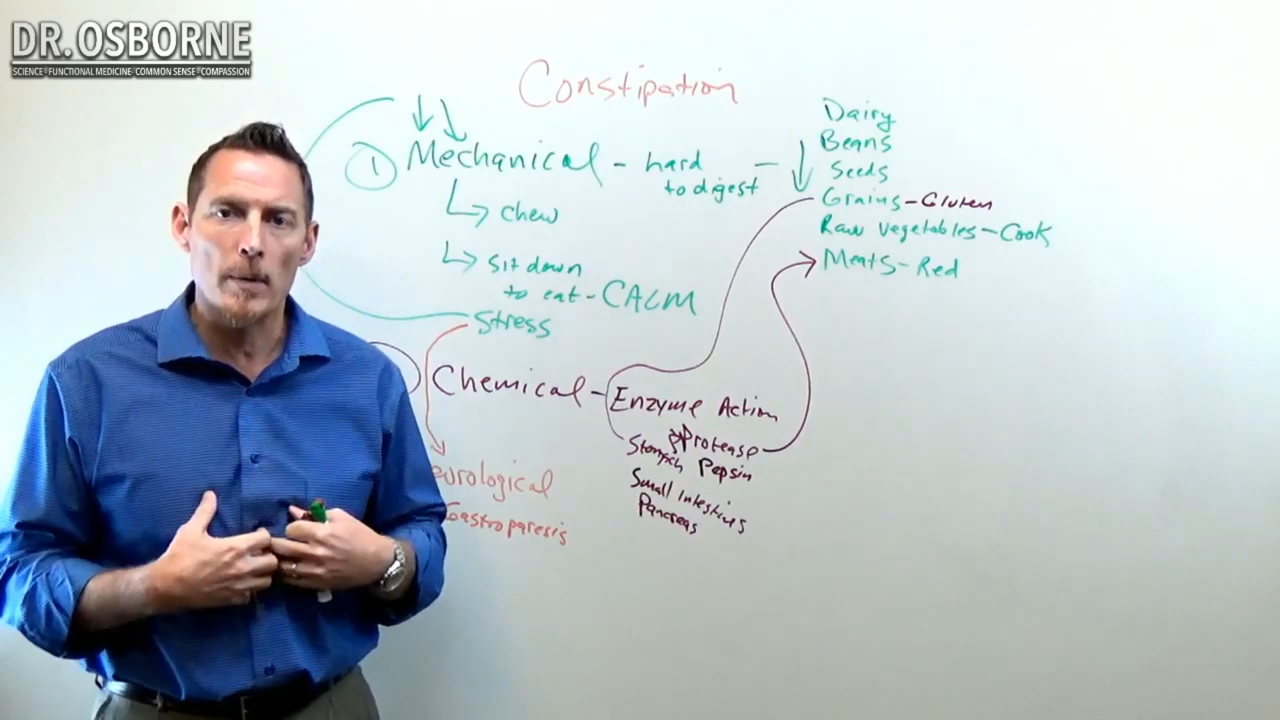 DR. OSBORNE
SCIENCE · FUNCTIONAL MEDICINE · COMMON SENSE · COMPASSION
Constipation
① Mechanical - hard to digest -
Dairy
Beans
Seeds
Grains - Gluten
Raw vegetables - Cook
Meats - Red
chew
sit down
to eat - CALM
Stress
Chemical - Enzyme Action
Protease
Stomach Pepsin
Small Intestines
Pancreas
eurological
Gastroparesis